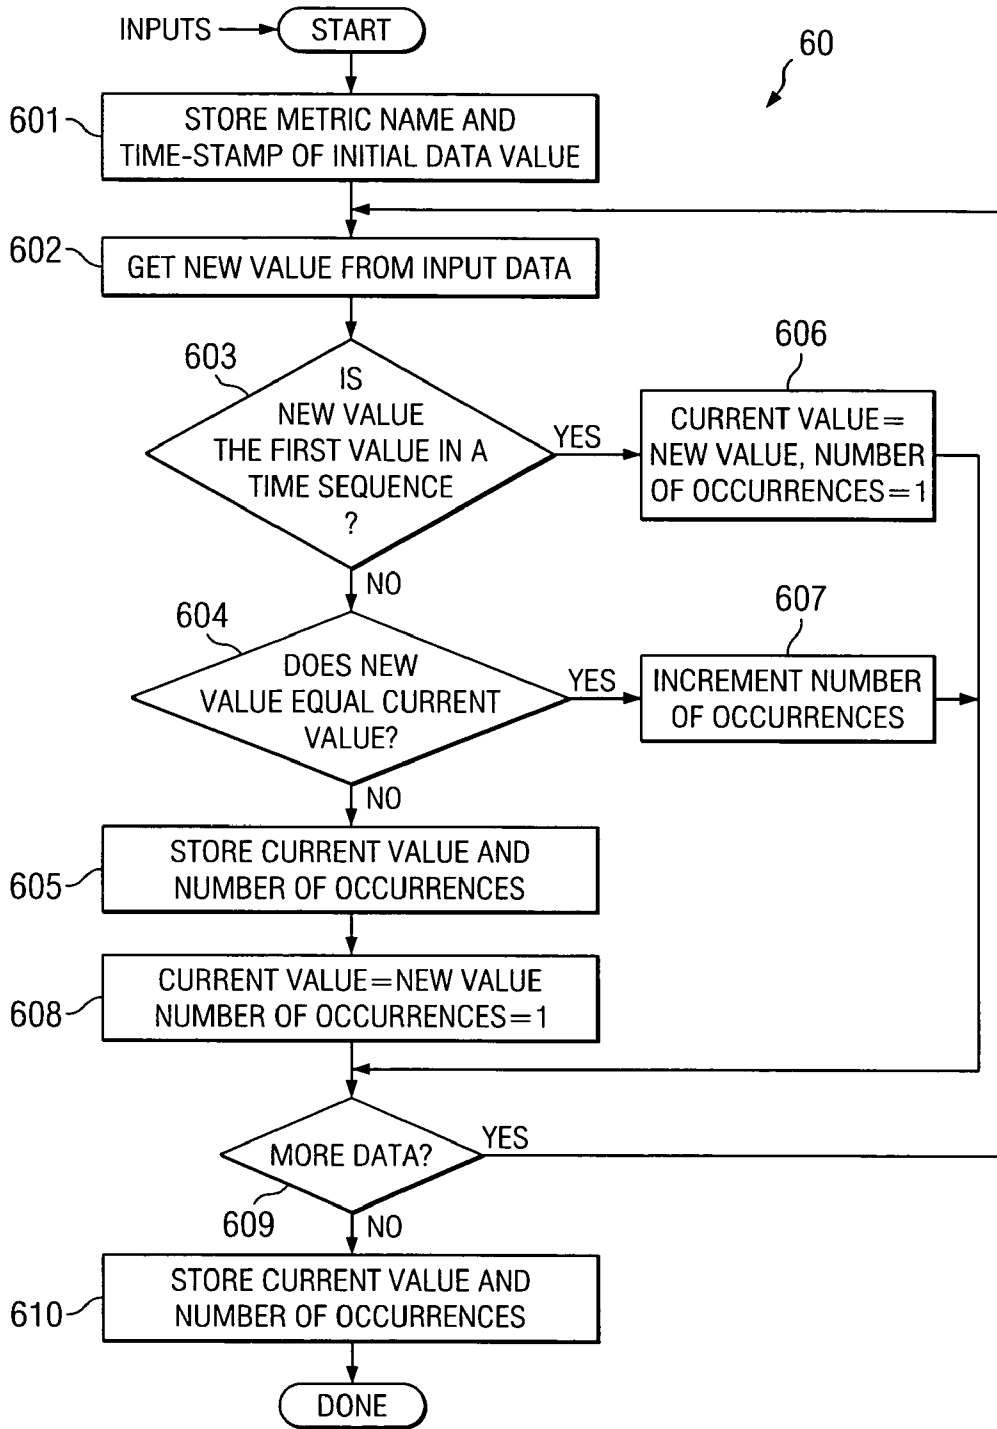 INPUTS
START
60
601
STORE METRIC NAME AND
TIME-STAMP OF INITIAL DATA VALUE
602
GET NEW VALUE FROM INPUT DATA
603
IS
NEW VALUE
THE FIRST VALUE IN A
TIME SEQUENCE
?
YES
606
CURRENT VALUE=
NEW VALUE, NUMBER
OF OCCURRENCES=1
NO
604
DOES NEW
VALUE EQUAL CURRENT
VALUE?
YES
607
INCREMENT NUMBER
OF OCCURRENCES
NO
605
STORE CURRENT VALUE AND
NUMBER OF OCCURRENCES
608
CURRENT VALUE=NEW VALUE
NUMBER OF OCCURRENCES=1
MORE DATA?
YES
609
NO
610
STORE CURRENT VALUE AND
NUMBER OF OCCURRENCES
DONE